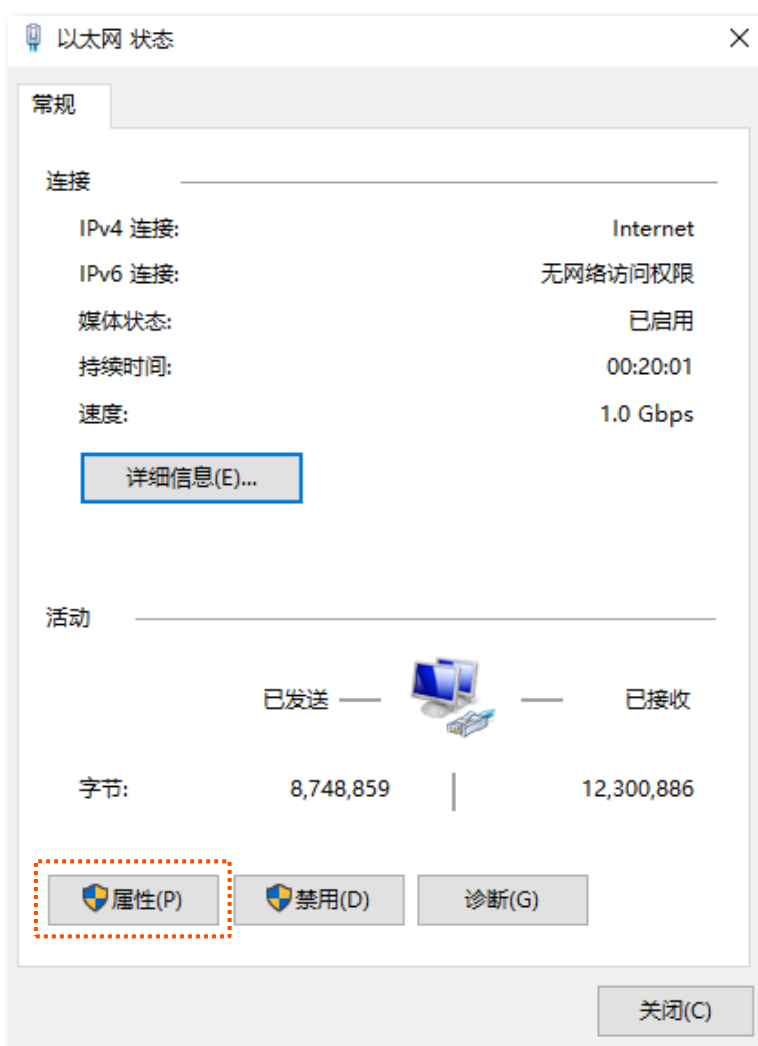 以太网 状态
常规
连接
IPv4 连接: Internet
IPv6 连接: 无网络访问权限
媒体状态: 已启用
持续时间: 00:20:01
速度: 1.0 Gbps
详细信息(E)...
活动
已发送 已接收
字节: 8,748,859 12,300,886
属性(P) 禁用(D) 诊断(G)
关闭(C)